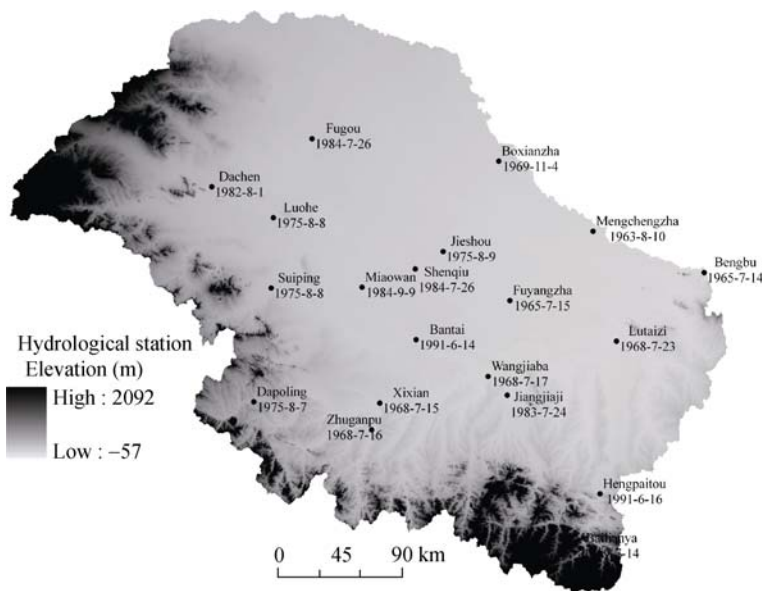 Fugou
1984-7-26
Boxianzha
1969-11-4
Dachen
1982-8-1
Luohe
1975-8-8
Mengchengzha
1963-8-10
Jieshou
1975-8-9
Shenqiu
1984-7-26
Bengbu
1965-7-14
Suiping
1975-8-8
Miaowan
1984-9-9
Fuyangzha
1965-7-15
Bantai
1991-6-14
Lutaizi
1968-7-23
Hydrological station
Elevation (m)
High : 2092
Low : −57
Wangjiaba
1968-7-17
Jiangjiaji
1983-7-24
Dapoling
1975-8-7
Xixian
1968-7-15
Zhuganpu
1968-7-16
Hengpaitou
1991-6-16
0 45 90 km